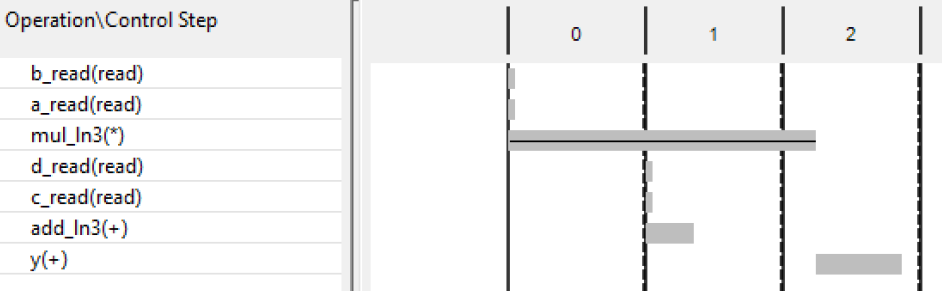 Operation\Control Step
0
1
2
b_read(read)
a_read(read)
mul_ln3(*)
d_read(read)
c_read(read)
add_ln3(+)
y(+)